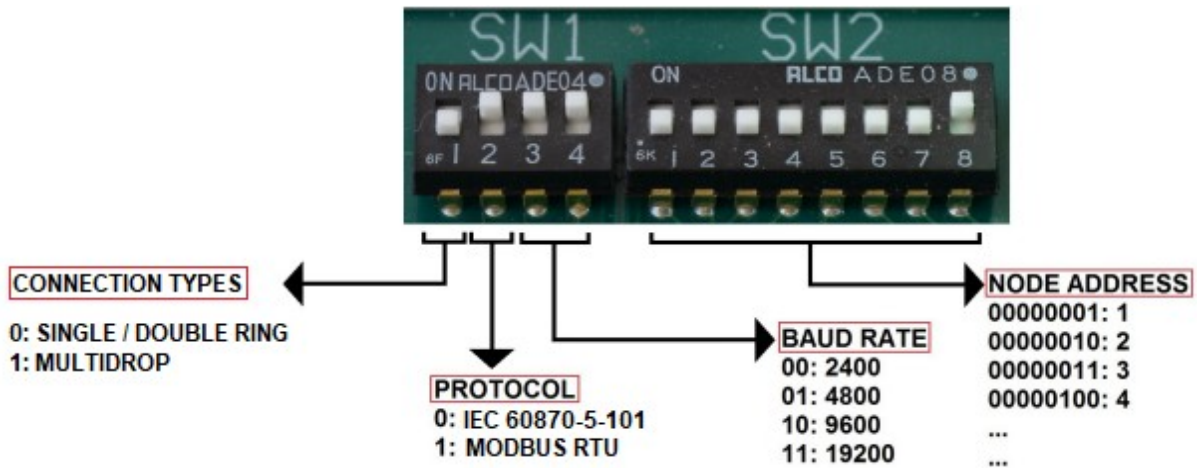 SW1
SW2
ON ALCO ADE04
ON ALCO ADE08
6F 1 2 3 4
6K 1 2 3 4 5 6 7 8
CONNECTION TYPES
0: SINGLE / DOUBLE RING
1: MULTIDROP
PROTOCOL
0: IEC 60870-5-101
1: MODBUS RTU
BAUD RATE
00: 2400
01: 4800
10: 9600
11: 19200
NODE ADDRESS
00000001: 1
00000010: 2
00000011: 3
00000100: 4
...
...